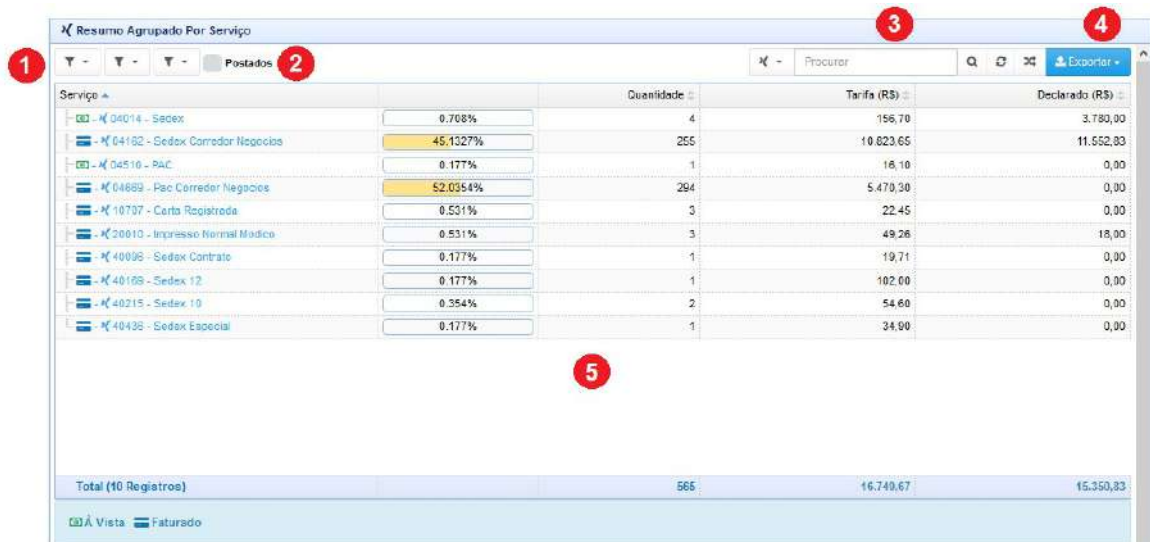 Resumo Agrupado Por Serviço
3
4
1
Postados
2
Procurar
Exportar
Serviço
Quantidade
Tarifa (R$)
Declarado (R$)
- 04014 - Sedex 0.708% 4 156,70 3.780,00
- 04162 - Sedex Corredor Negocios 45.1327% 255 10.823,65 11.552,83
- 04510 - PAC 0.177% 1 16,10 0,00
- 04669 - Pac Corredor Negocios 52.0354% 294 5.470,30 0,00
- 10707 - Carta Registrada 0.531% 3 22,45 0,00
- 20010 - Impresso Normal Modico 0.531% 3 49,26 18,00
- 40096 - Sedex Contrato 0.177% 1 19,71 0,00
- 40169 - Sedex 12 0.177% 1 102,00 0,00
- 40215 - Sedex 10 0.354% 2 54,60 0,00
- 40436 - Sedex Especial 0.177% 1 34,90 0,00
5
Total (10 Registros) 565 16.749,67 15.350,83
Á Vista Faturado